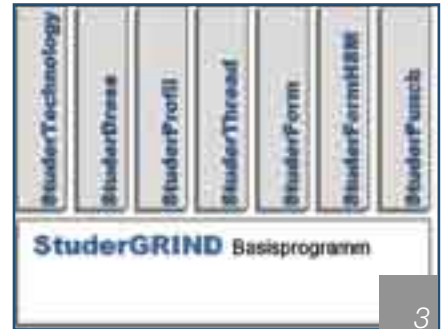 StuderTechnology
StuderDress
StuderProfil
StuderThread
StuderForm
StuderFormHSM
StuderPunch
StuderGRIND Basisprogramm
3